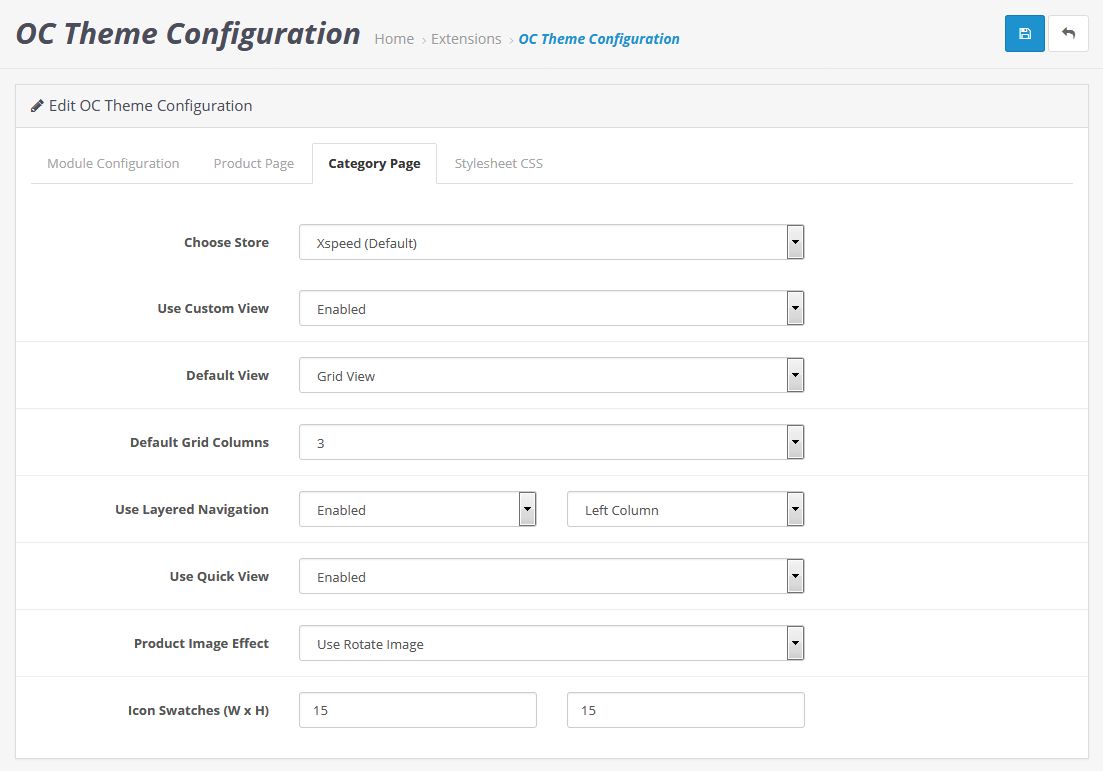 OC Theme Configuration Home › Extensions › OC Theme Configuration
Edit OC Theme Configuration
Module Configuration Product Page Category Page Stylesheet CSS
Choose Store Xspeed (Default)
Use Custom View Enabled
Default View Grid View
Default Grid Columns 3
Use Layered Navigation Enabled Left Column
Use Quick View Enabled
Product Image Effect Use Rotate Image
Icon Swatches (W x H) 15 15